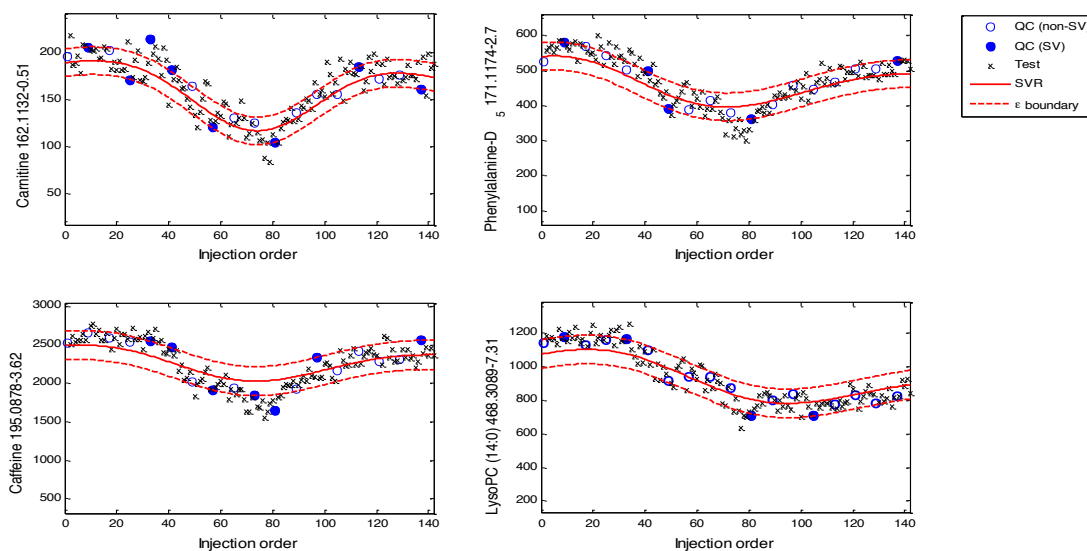 200
150
100
50
0 20 40 60 80 100 120 140
Injection order
Carnitine 162.1132-0.51
600
500
400
300
200
100
0 20 40 60 80 100 120 140
Injection order
Phenylalanine-D5 171.1174-2.7
QC (non-SV
QC (SV)
Test
SVR
ε boundary
3000
2500
2000
1500
1000
500
0 20 40 60 80 100 120 140
Injection order
Caffeine 195.0878-3.62
1200
1000
800
600
400
200
0 20 40 60 80 100 120 140
Injection order
LysoPC (14:0) 468.3089-7.31